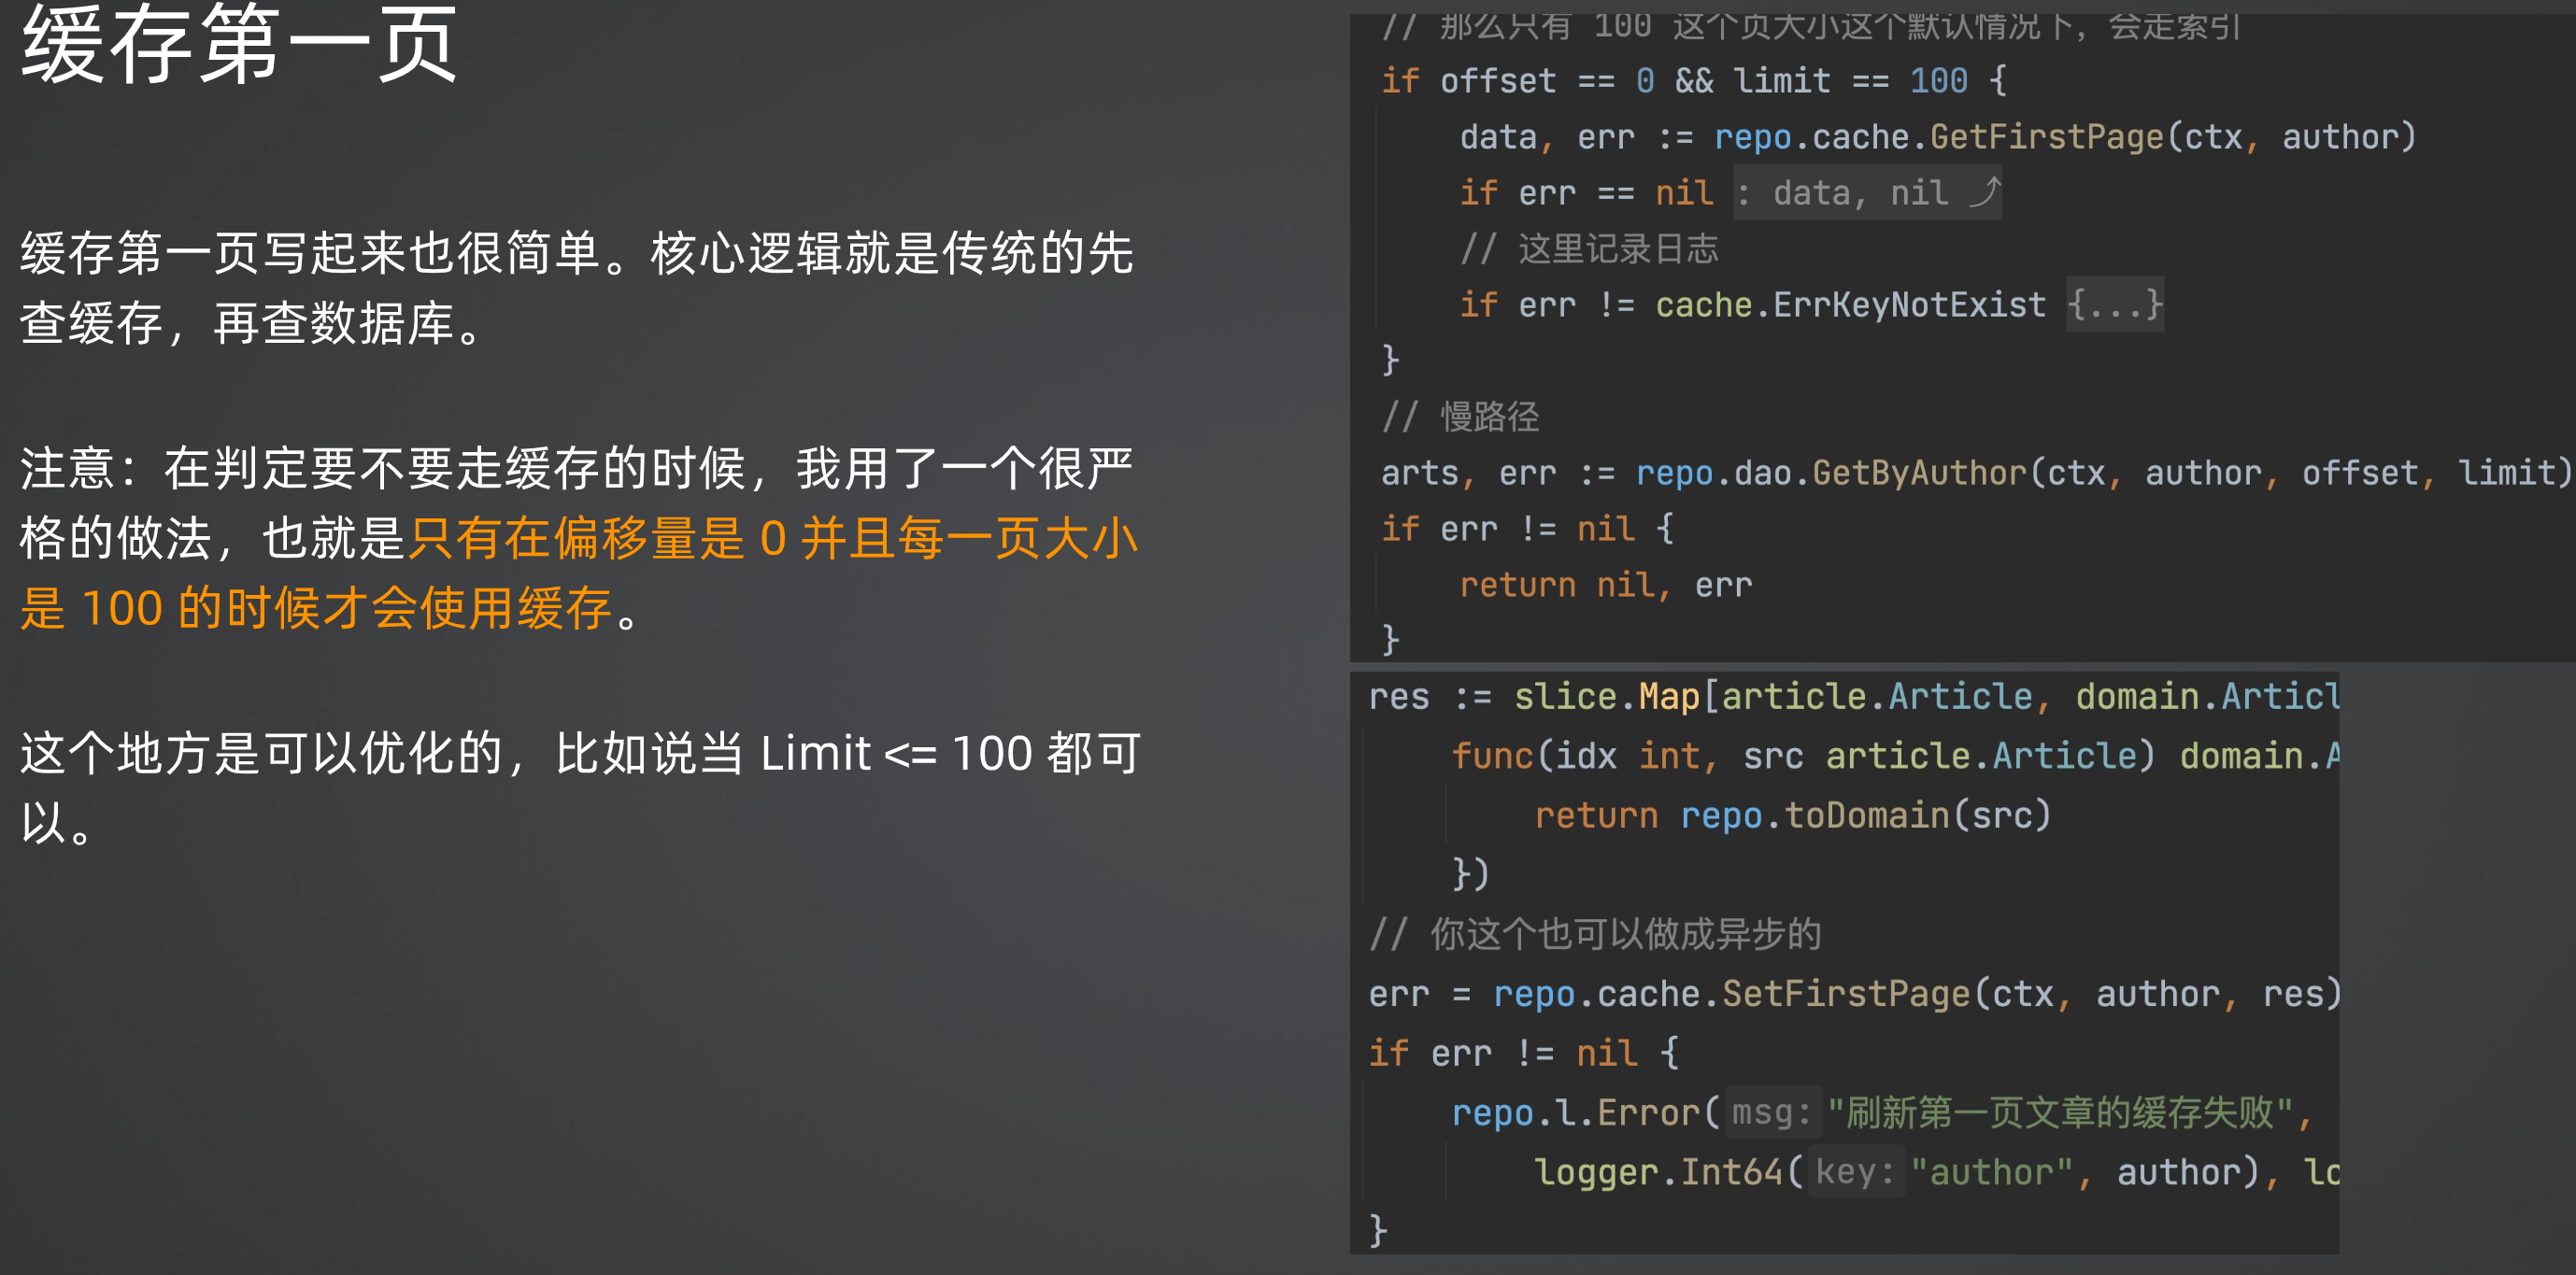 缓存第一页
缓存第一页写起来也很简单。核心逻辑就是传统的先
查缓存，再查数据库。
注意：在判定要不要走缓存的时候，我用了一个很严
格的做法，也就是只有在偏移量是 0 并且每一页大小
是 100 的时候才会使用缓存。
这个地方是可以优化的，比如说当 Limit <= 100 都可
以。
// 那么只有 100 这个页大小这个默认情况下，会走索引
if offset == 0 && limit == 100 {
data, err := repo.cache.GetFirstPage(ctx, author)
if err == nil : data, nil ⤴
// 这里记录日志
if err != cache.ErrKeyNotExist {...}
}
// 慢路径
arts, err := repo.dao.GetByAuthor(ctx, author, offset, limit)
if err != nil {
return nil, err
}
res := slice.Map[article.Article, domain.Articl
func(idx int, src article.Article) domain.A
return repo.toDomain(src)
})
// 你这个也可以做成异步的
err = repo.cache.SetFirstPage(ctx, author, res)
if err != nil {
repo.l.Error( msg: "刷新第一页文章的缓存失败",
logger.Int64( key: "author", author), lo
}